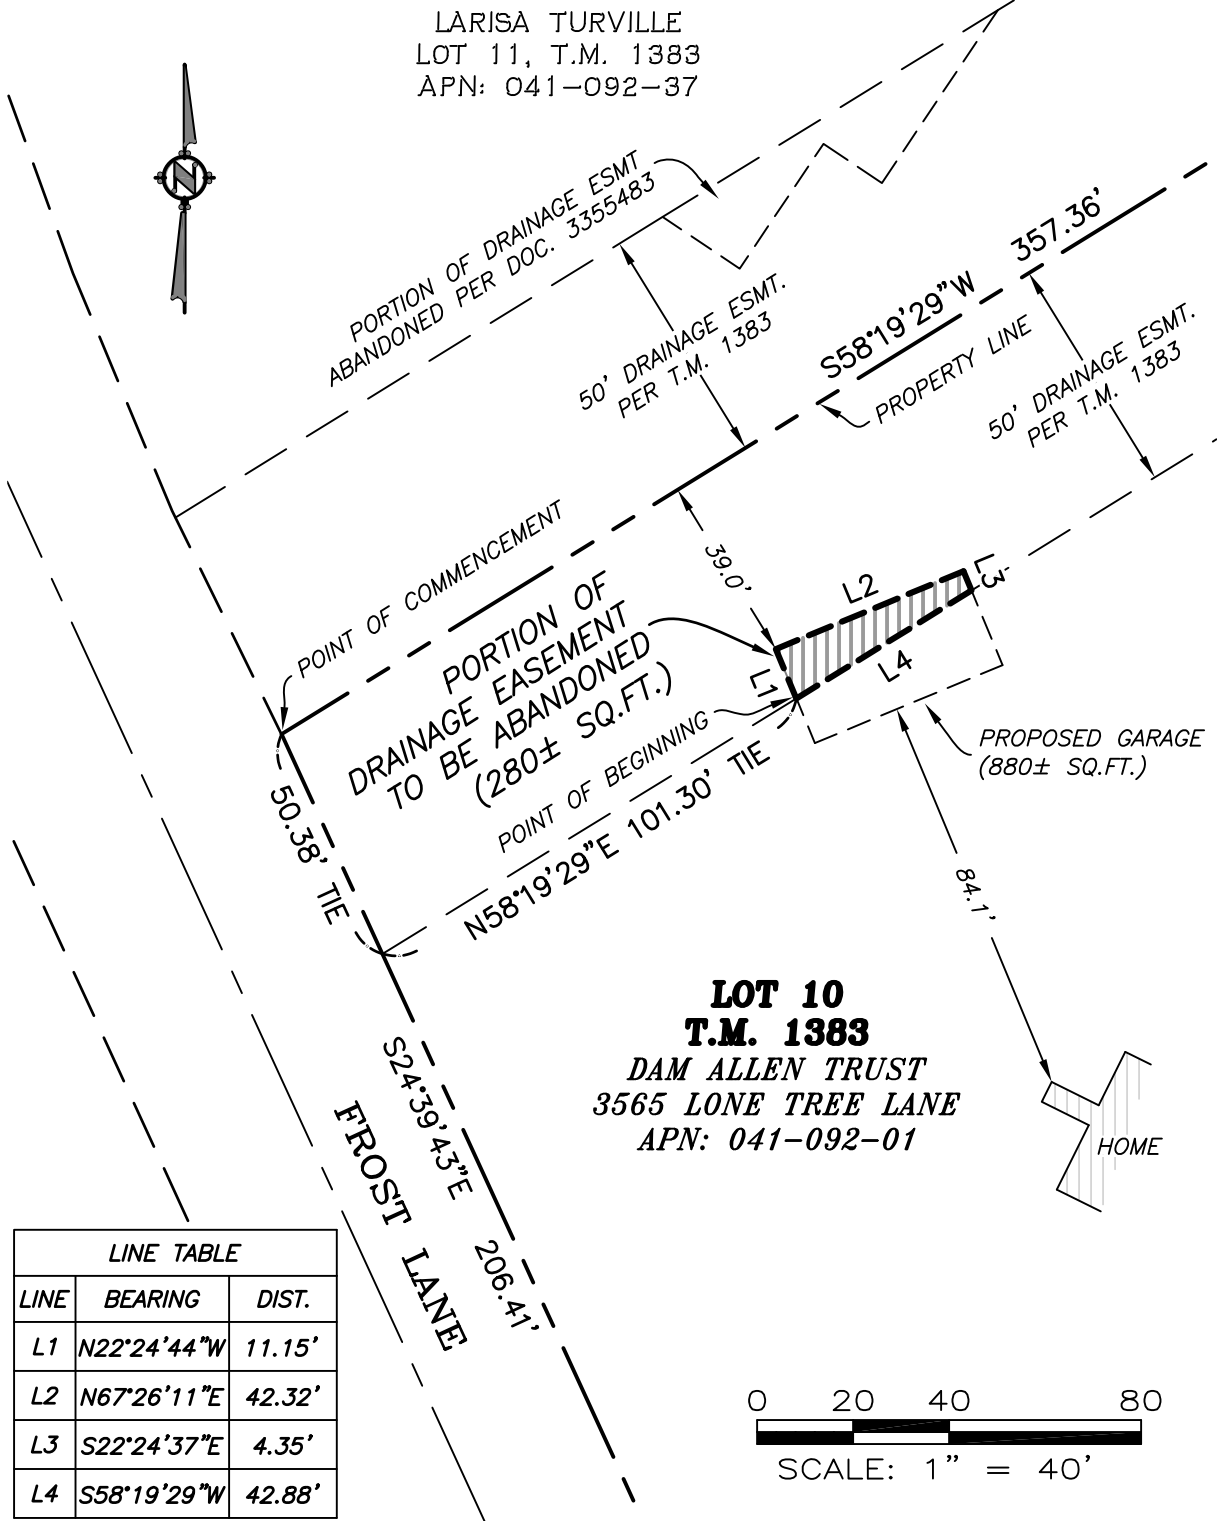 LARISA TURVILLE
LOT 11, T.M. 1383
APN: 041-092-37
N
PORTION OF DRAINAGE ESMT
ABANDONED PER DOC. 3355483
50' DRAINAGE ESMT.
PER T.M. 1383
S58°19'29"W 357.36'
PROPERTY LINE
50' DRAINAGE ESMT.
PER T.M. 1383
POINT OF COMMENCEMENT
39.0'
PORTION OF
DRAINAGE EASEMENT
TO BE ABANDONED
(280± SQ.FT.)
L2
L3
L1
L4
POINT OF BEGINNING
N58°19'29"E 101.30' TIE
50.38' TIE
PROPOSED GARAGE
(880± SQ.FT.)
84.1'
LOT 10
T.M. 1383
DAM ALLEN TRUST
3565 LONE TREE LANE
APN: 041-092-01
HOME
S24°39'43"E 206.41'
FROST LANE
LINE TABLE
LINE BEARING DIST.
L1 N22°24'44"W 11.15'
L2 N67°26'11"E 42.32'
L3 S22°24'37"E 4.35'
L4 S58°19'29"W 42.88'
0 20 40 80
SCALE: 1" = 40'